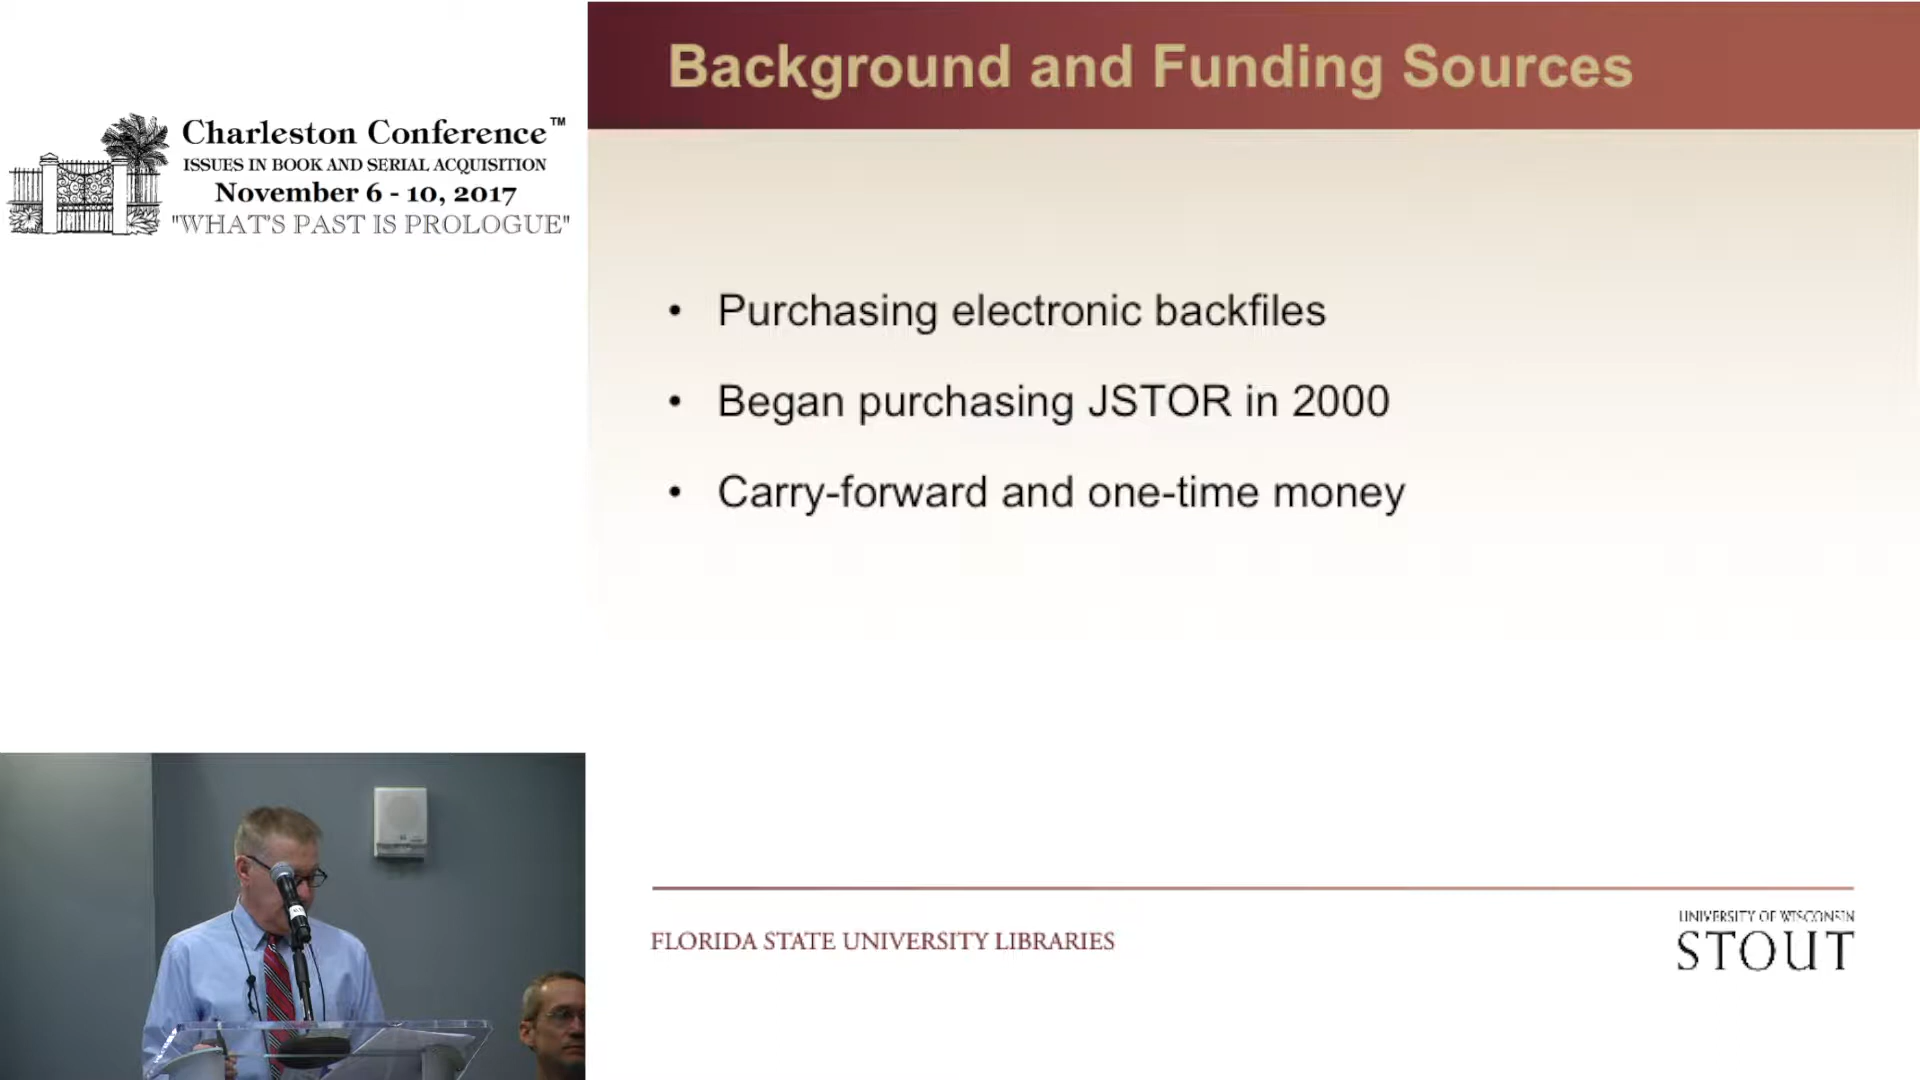 Charleston Conference™
ISSUES IN BOOK AND SERIAL ACQUISITION
November 6 - 10, 2017
"WHAT'S PAST IS PROLOGUE"
Background and Funding Sources
• Purchasing electronic backfiles
• Began purchasing JSTOR in 2000
• Carry-forward and one-time money
FLORIDA STATE UNIVERSITY LIBRARIES
UNIVERSITY OF WISCONSIN
STOUT